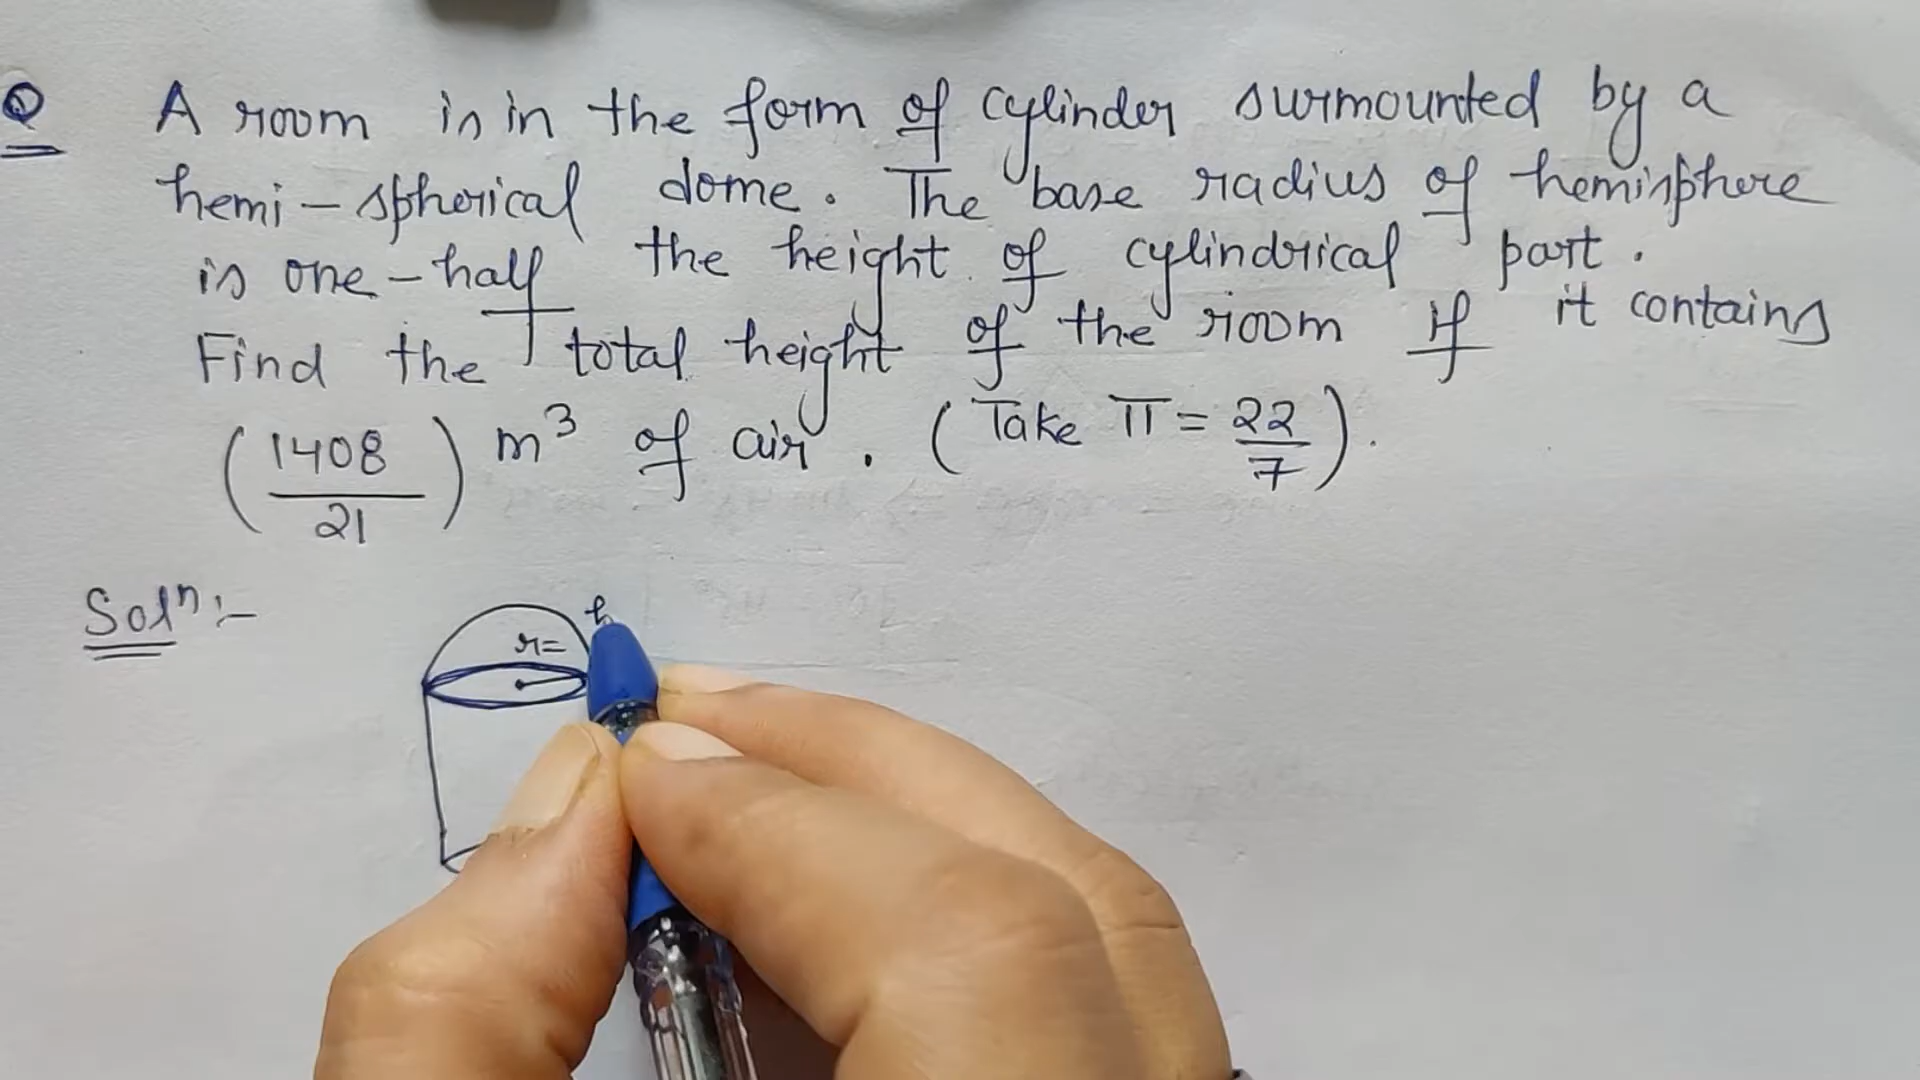 Q A room is in the form of cylinder surmounted by a
hemi-spherical dome. The base radius of hemisphere
is one-half the height of cylindrical part.
Find the total height of the room if it contains
(1408/21) m³ of air. (Take π = 22/7).
Solⁿ:-
h
r=